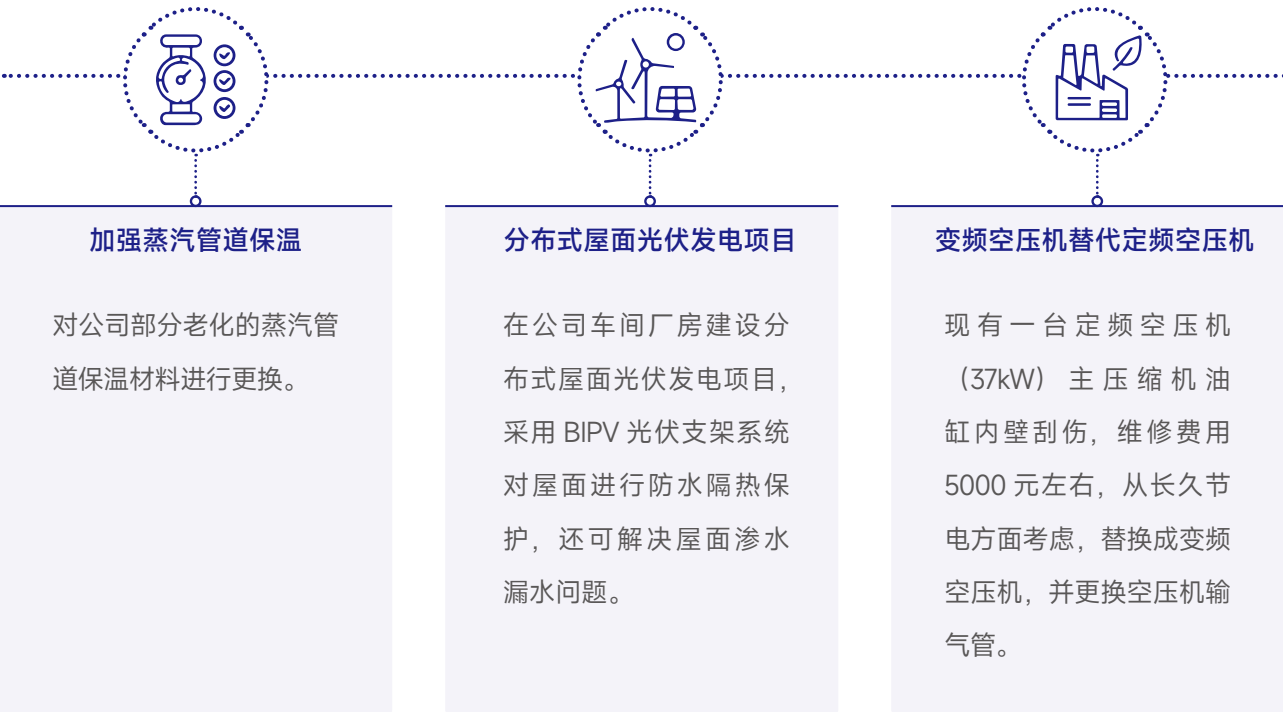 加强蒸汽管道保温
对公司部分老化的蒸汽管
道保温材料进行更换。
分布式屋面光伏发电项目
在公司车间厂房建设分
布式屋面光伏发电项目，
采用 BIPV 光伏支架系统
对屋面进行防水隔热保
护，还可解决屋面渗水
漏水问题。
变频空压机替代定频空压机
现有一台定频空压机
（37kW）主压缩机油
缸内壁刮伤，维修费用
5000 元左右，从长久节
电方面考虑，替换成变频
空压机，并更换空压机输
气管。